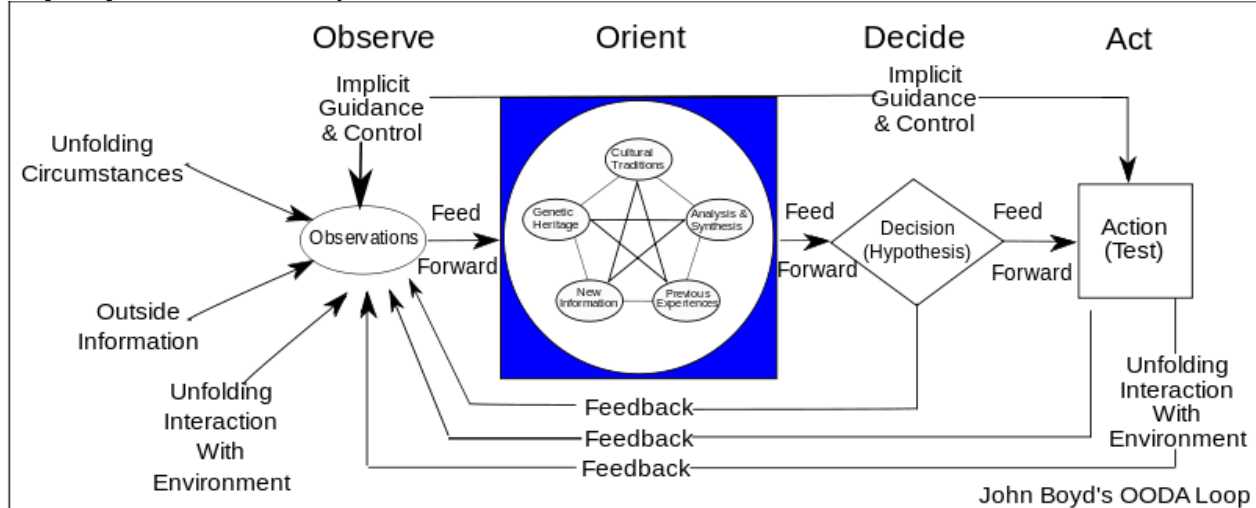 Observe
Orient
Decide
Act
Implicit
Guidance
& Control
Implicit
Guidance
& Control
Unfolding
Circumstances
Observations
Outside
Information
Unfolding
Interaction
With
Environment
Feed
Forward
Cultural
Traditions
Genetic
Heritage
Analysis &
Synthesis
New
Information
Previous
Experiences
Feed
Forward
Decision
(Hypothesis)
Feed
Forward
Action
(Test)
Unfolding
Interaction
With
Environment
Feedback
Feedback
Feedback
John Boyd's OODA Loop